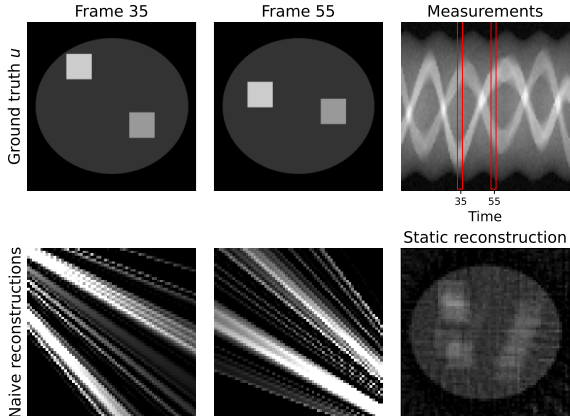 Frame 35
Frame 55
Measurements
Ground truth u
35
55
Time
Static reconstruction
Naive reconstructions